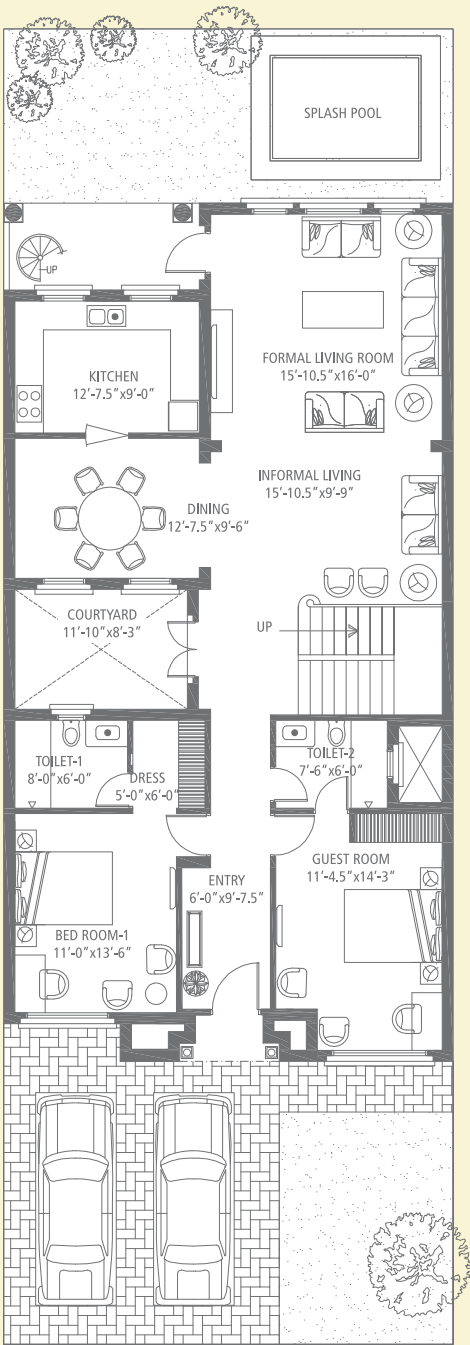 SPLASH POOL
UP
KITCHEN
12'-7.5"x9'-0"
FORMAL LIVING ROOM
15'-10.5"x16'-0"
INFORMAL LIVING
15'-10.5"x9'-9"
DINING
12'-7.5"x9'-6"
COURTYARD
11'-10"x8'-3"
UP
TOILET-1
8'-0"x6'-0"
DRESS
5'-0"x6'-0"
TOILET-2
7'-6"x6'-0"
ENTRY
6'-0"x9'-7.5"
GUEST ROOM
11'-4.5"x14'-3"
BED ROOM-1
11'-0"x13'-6"